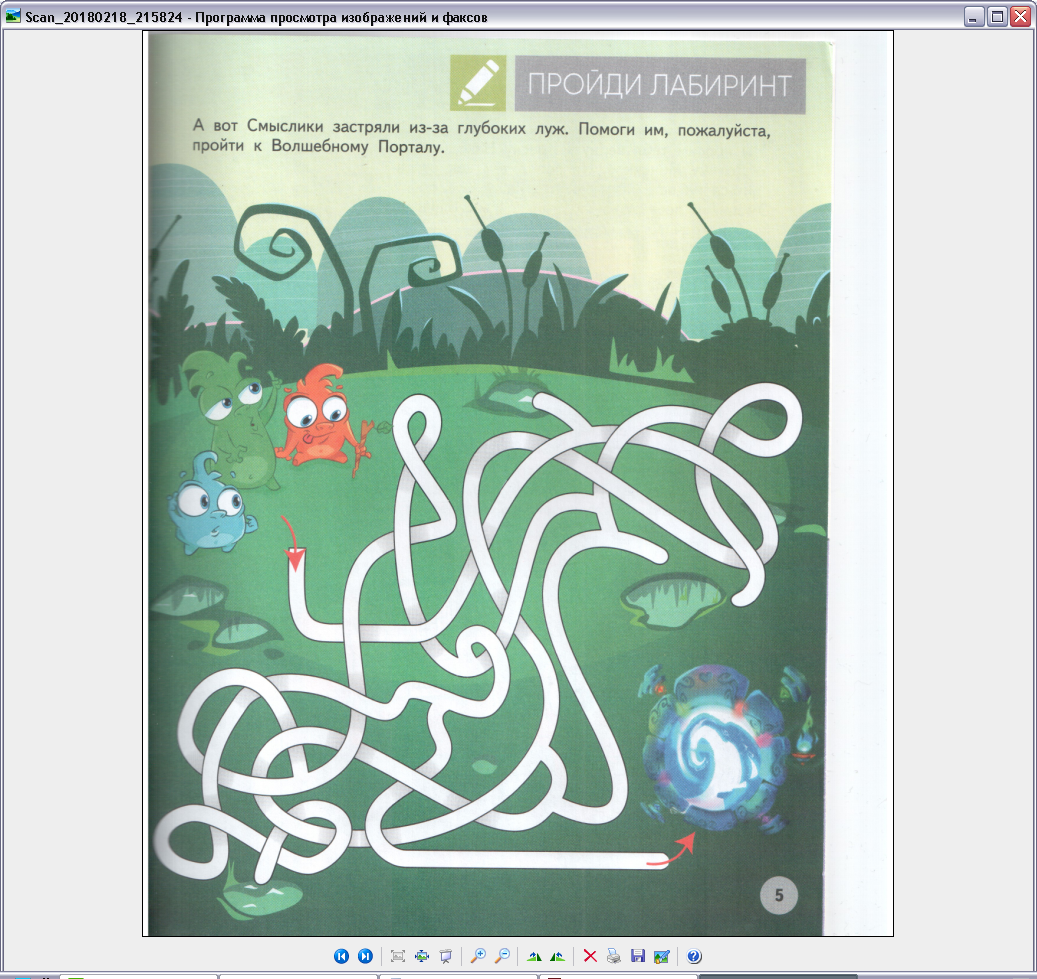 Scan_20180218_215824 - Программа просмотра изображений и факсов
ПРОЙДИ ЛАБИРИНТ
А вот Смыслики застряли из-за глубоких луж. Помоги им, пожалуйста,
пройти к Волшебному Порталу.
5